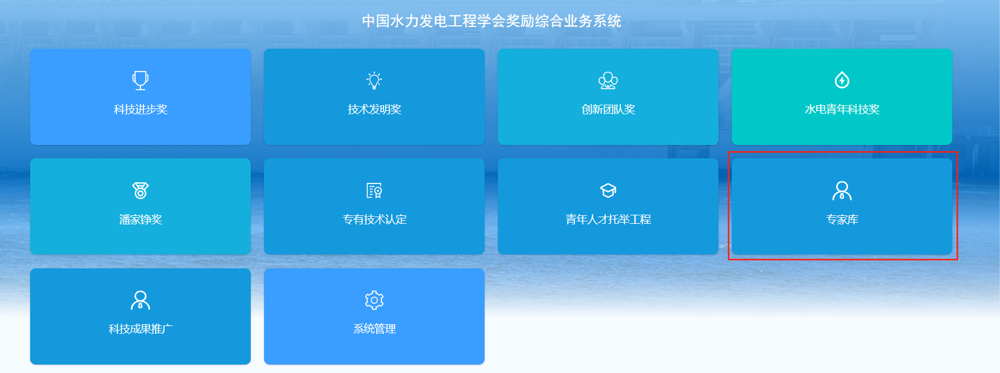 中国水力发电工程学会奖励综合业务系统
科技进步奖
技术发明奖
创新团队奖
水电青年科技奖
潘家铮奖
专有技术认定
青年人才托举工程
专家库
科技成果推广
系统管理